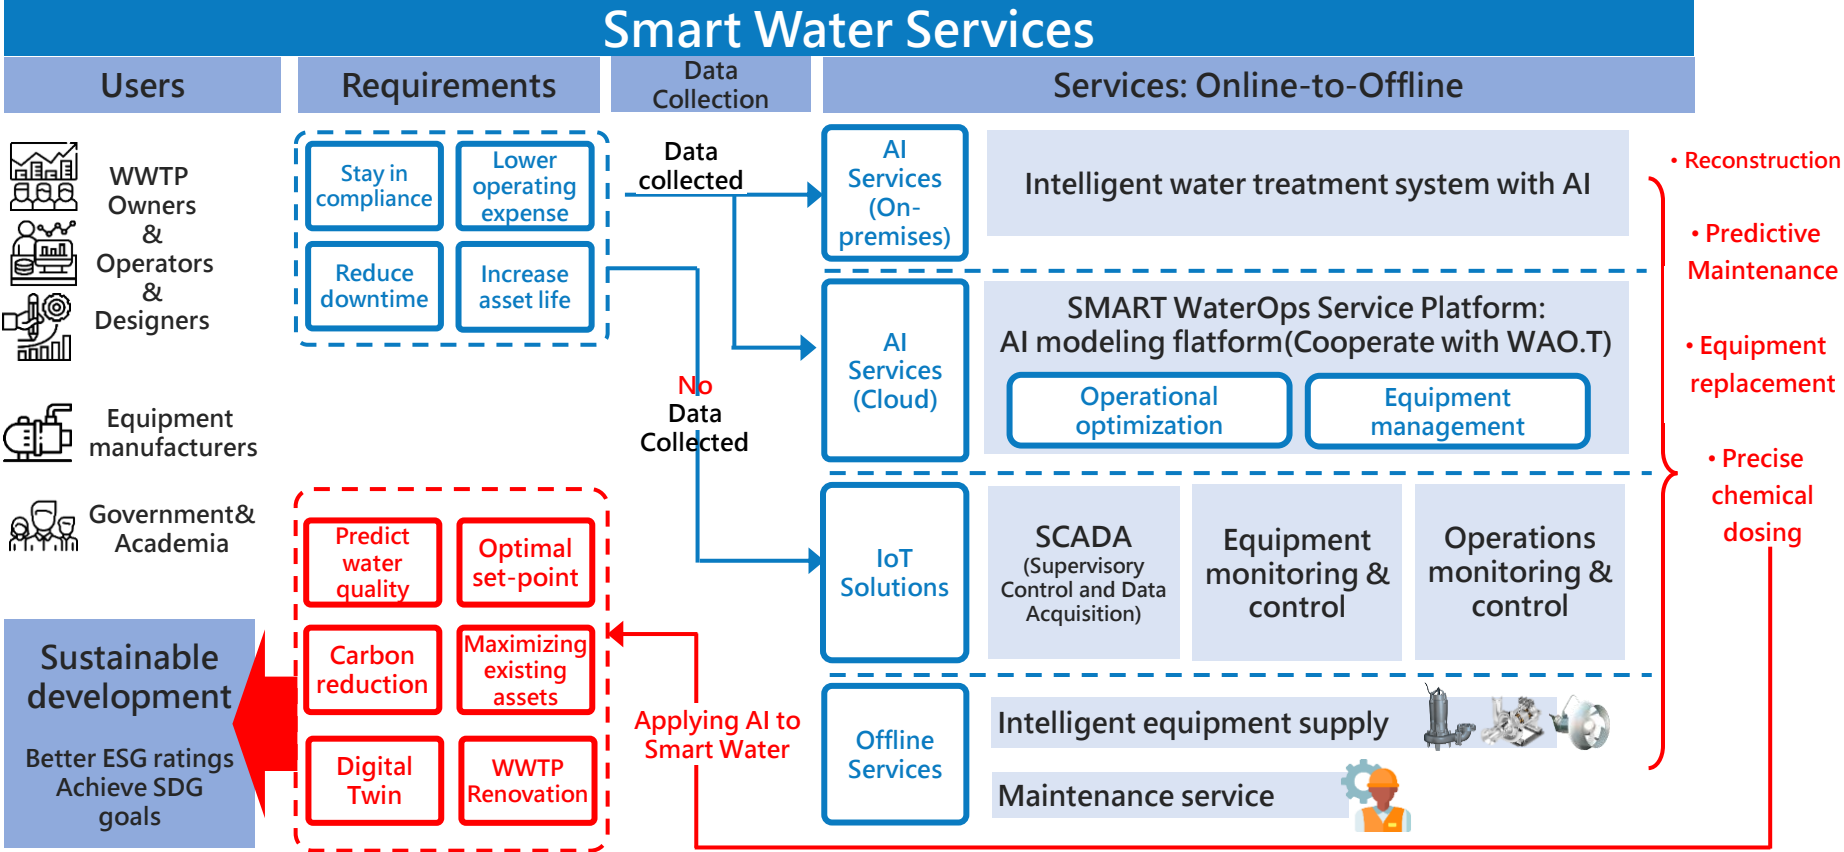 Smart Water Services
Users
Requirements
Data
Collection
Services: Online-to-Offline
WWTP
Owners
&
Operators
&
Designers
Equipment
manufacturers
Government&
Academia
Sustainable
development
Better ESG ratings
Achieve SDG
goals
Stay in
compliance
Lower
operating
expense
Reduce
downtime
Increase
asset life
Predict
water
quality
Optimal
set-point
Carbon
reduction
Maximizing
existing
assets
Digital
Twin
WWTP
Renovation
Data
collected
No
Data
Collected
Applying AI to
Smart Water
AI
Services
(On-
premises)
Intelligent water treatment system with AI
AI
Services
(Cloud)
SMART WaterOps Service Platform:
AI modeling flatform(Cooperate with WAO.T)
Operational
optimization
Equipment
management
IoT
Solutions
SCADA
(Supervisory
Control and Data
Acquisition)
Equipment
monitoring &
control
Operations
monitoring &
control
Offline
Services
Intelligent equipment supply
Maintenance service
• Reconstruction
• Predictive
Maintenance
• Equipment
replacement
• Precise
chemical
dosing